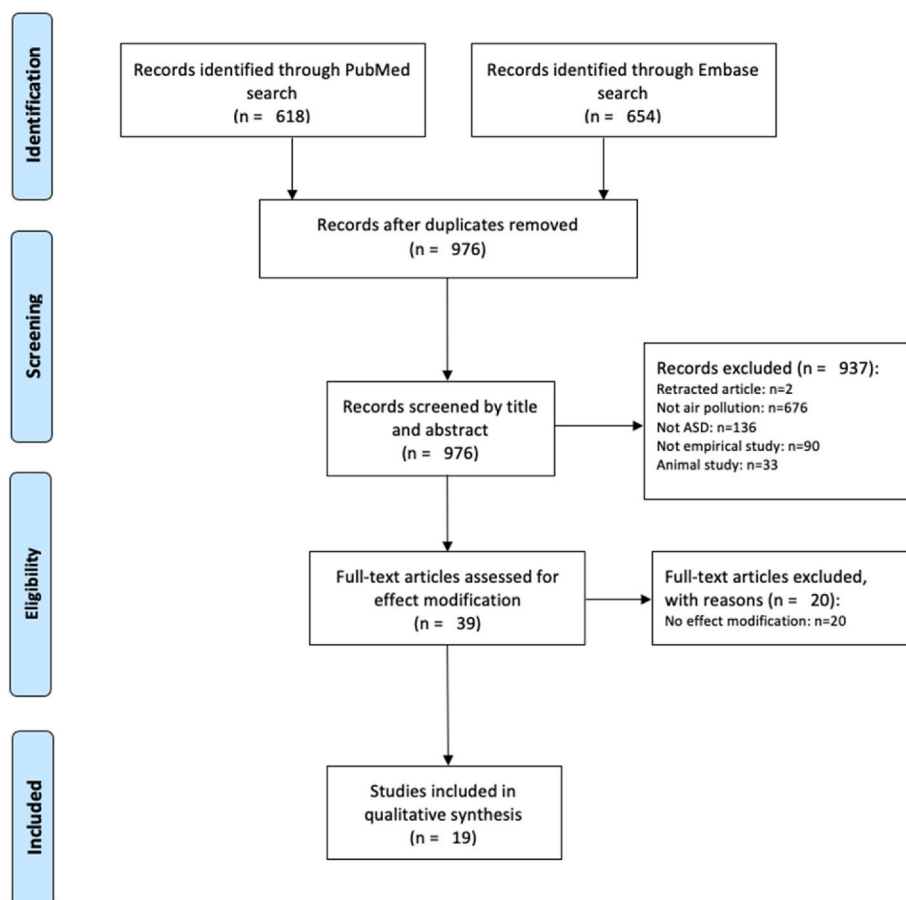 Identification
Records identified through PubMed
search
(n = 618)
Records identified through Embase
search
(n = 654)
Records after duplicates removed
(n = 976)
Screening
Records screened by title
and abstract
(n = 976)
Records excluded (n = 937):
Retracted article: n=2
Not air pollution: n=676
Not ASD: n=136
Not empirical study: n=90
Animal study: n=33
Eligibility
Full-text articles assessed for
effect modification
(n = 39)
Full-text articles excluded,
with reasons (n = 20):
No effect modification: n=20
Included
Studies included in
qualitative synthesis
(n = 19)